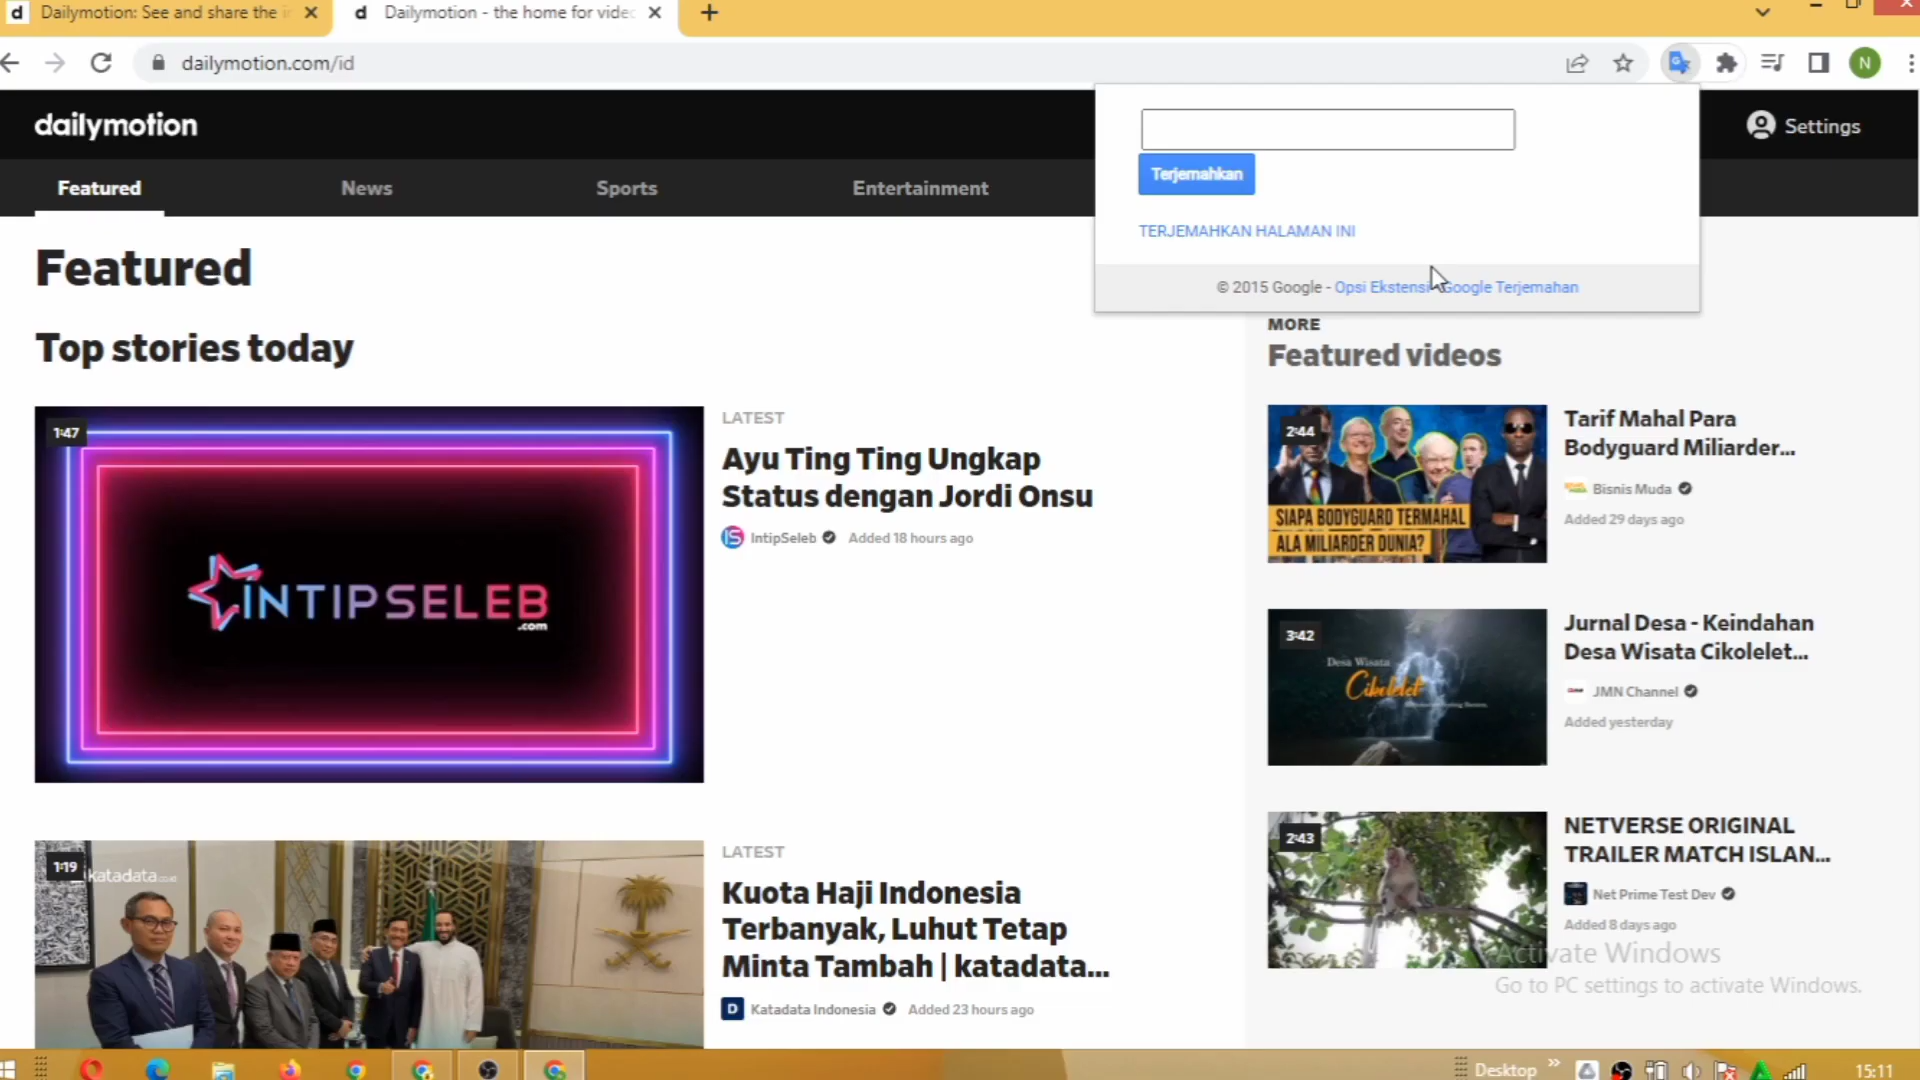 Dailymotion: See and share the i
Dailymotion - the home for vide
dailymotion.com/id
N
dailymotion
Settings
Featured
News
Sports
Entertainment
Terjemahkan
TERJEMAHKAN HALAMAN INI
© 2015 Google - Opsi Ekstensi Google Terjemahan
Featured
Top stories today
1:47
INTIPSELEB
.com
LATEST
Ayu Ting Ting Ungkap
Status dengan Jordi Onsu
IntipSeleb
Added 18 hours ago
1:19
katadata.co.id
LATEST
Kuota Haji Indonesia
Terbanyak, Luhut Tetap
Minta Tambah | katadata...
Katadata Indonesia
Added 23 hours ago
MORE
Featured videos
2:44
SIAPA BODYGUARD TERMAHAL
ALA MILIARDER DUNIA?
Tarif Mahal Para
Bodyguard Miliarder...
Bisnis Muda
Added 29 days ago
3:42
Desa Wisata
Cikolelet
Jurnal Desa - Keindahan
Desa Wisata Cikolelet...
JMN Channel
Added yesterday
2:43
NETVERSE ORIGINAL
TRAILER MATCH ISLAN...
Net Prime Test Dev
Added 8 days ago
Activate Windows
Go to PC settings to activate Windows.
Desktop
15:11